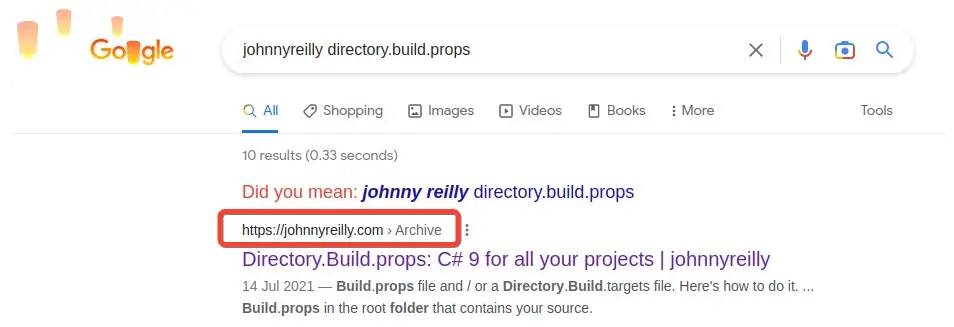 Google
johnnyreilly directory.build.props
All Shopping Images Videos Books More Tools
10 results (0.33 seconds)
Did you mean: johnny reilly directory.build.props
https://johnnyreilly.com › Archive
Directory.Build.props: C# 9 for all your projects | johnnyreilly
14 Jul 2021 — Build.props file and / or a Directory.Build.targets file. Here's how to do it. ...
Build.props in the root folder that contains your source.